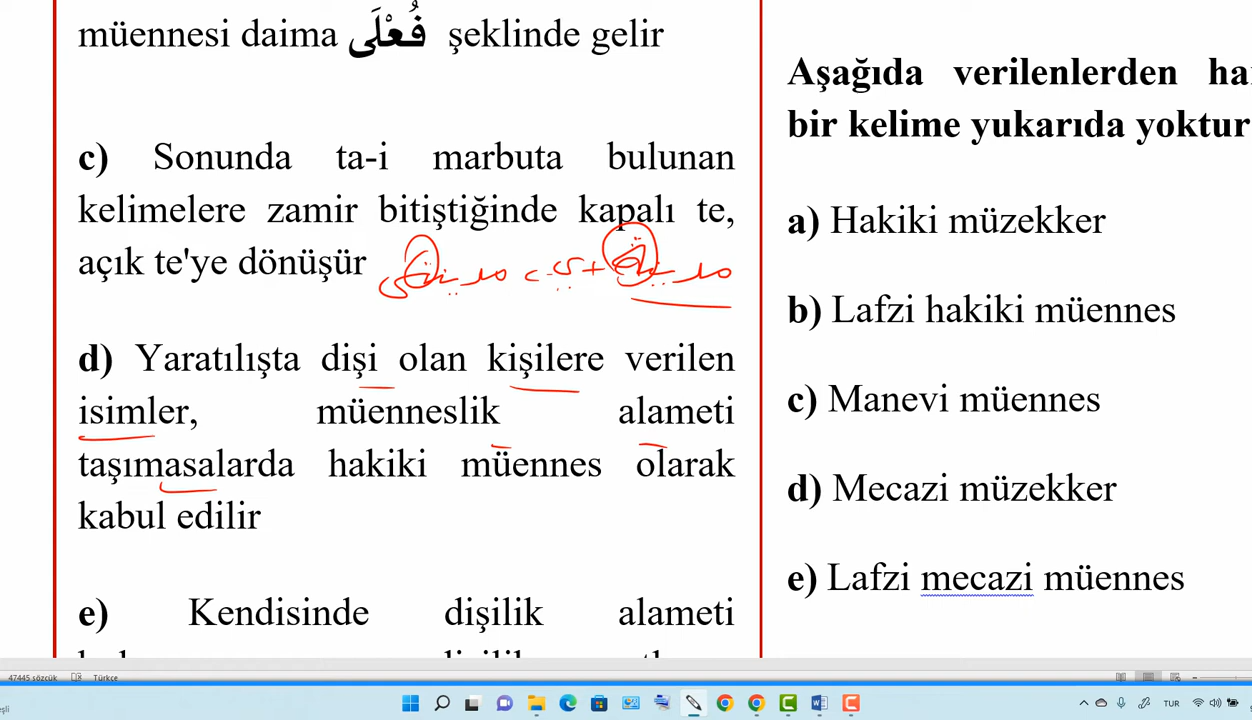 müennesi daima فُعْلَى şeklinde gelir
c) Sonunda ta-i marbuta bulunan
kelimelere zamir bitiştiğinde kapalı te,
açık te'ye dönüşür
مدينة + ي > مدينتي
d) Yaratılışta dişi olan kişilere verilen
isimler, müenneslik alameti
taşımasalarda hakiki müennes olarak
kabul edilir
e) Kendisinde dişilik alameti
Aşağıda verilenlerden
bir kelime yukarıda yoktur
a) Hakiki müzekker
b) Lafzi hakiki müennes
c) Manevi müennes
d) Mecazi müzekker
e) Lafzi mecazi müennes
47445 sözcük
Türkçe
TUR